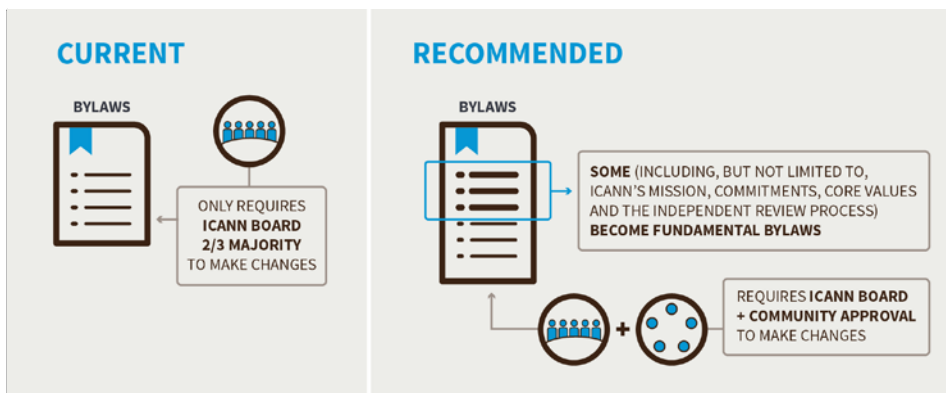 CURRENT
BYLAWS
ONLY REQUIRES
ICANN BOARD
2/3 MAJORITY
TO MAKE CHANGES
RECOMMENDED
BYLAWS
SOME (INCLUDING, BUT NOT LIMITED TO,
ICANN'S MISSION, COMMITMENTS, CORE VALUES
AND THE INDEPENDENT REVIEW PROCESS)
BECOME FUNDAMENTAL BYLAWS
+
REQUIRES ICANN BOARD
+ COMMUNITY APPROVAL
TO MAKE CHANGES